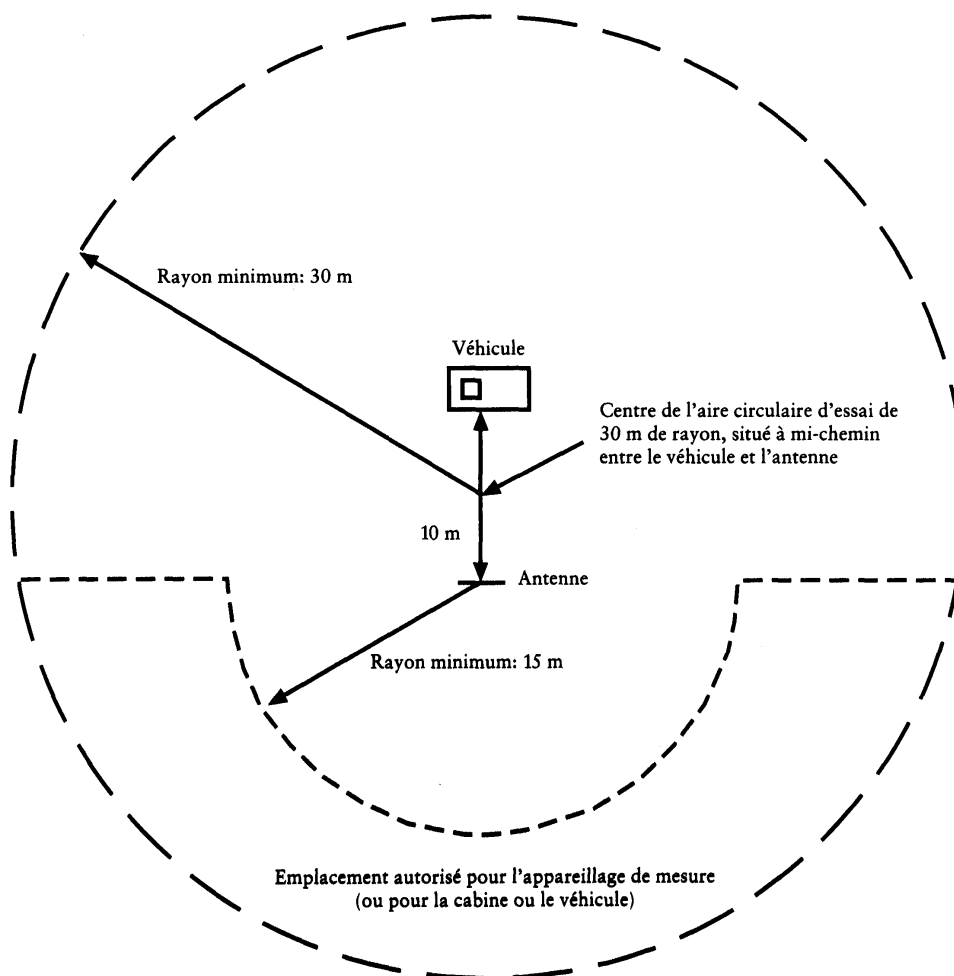 Rayon minimum: 30 m
Véhicule
Centre de l'aire circulaire d'essai de
30 m de rayon, situé à mi-chemin
entre le véhicule et l'antenne
10 m
Antenne
Rayon minimum: 15 m
Emplacement autorisé pour l'appareillage de mesure
(ou pour la cabine ou le véhicule)